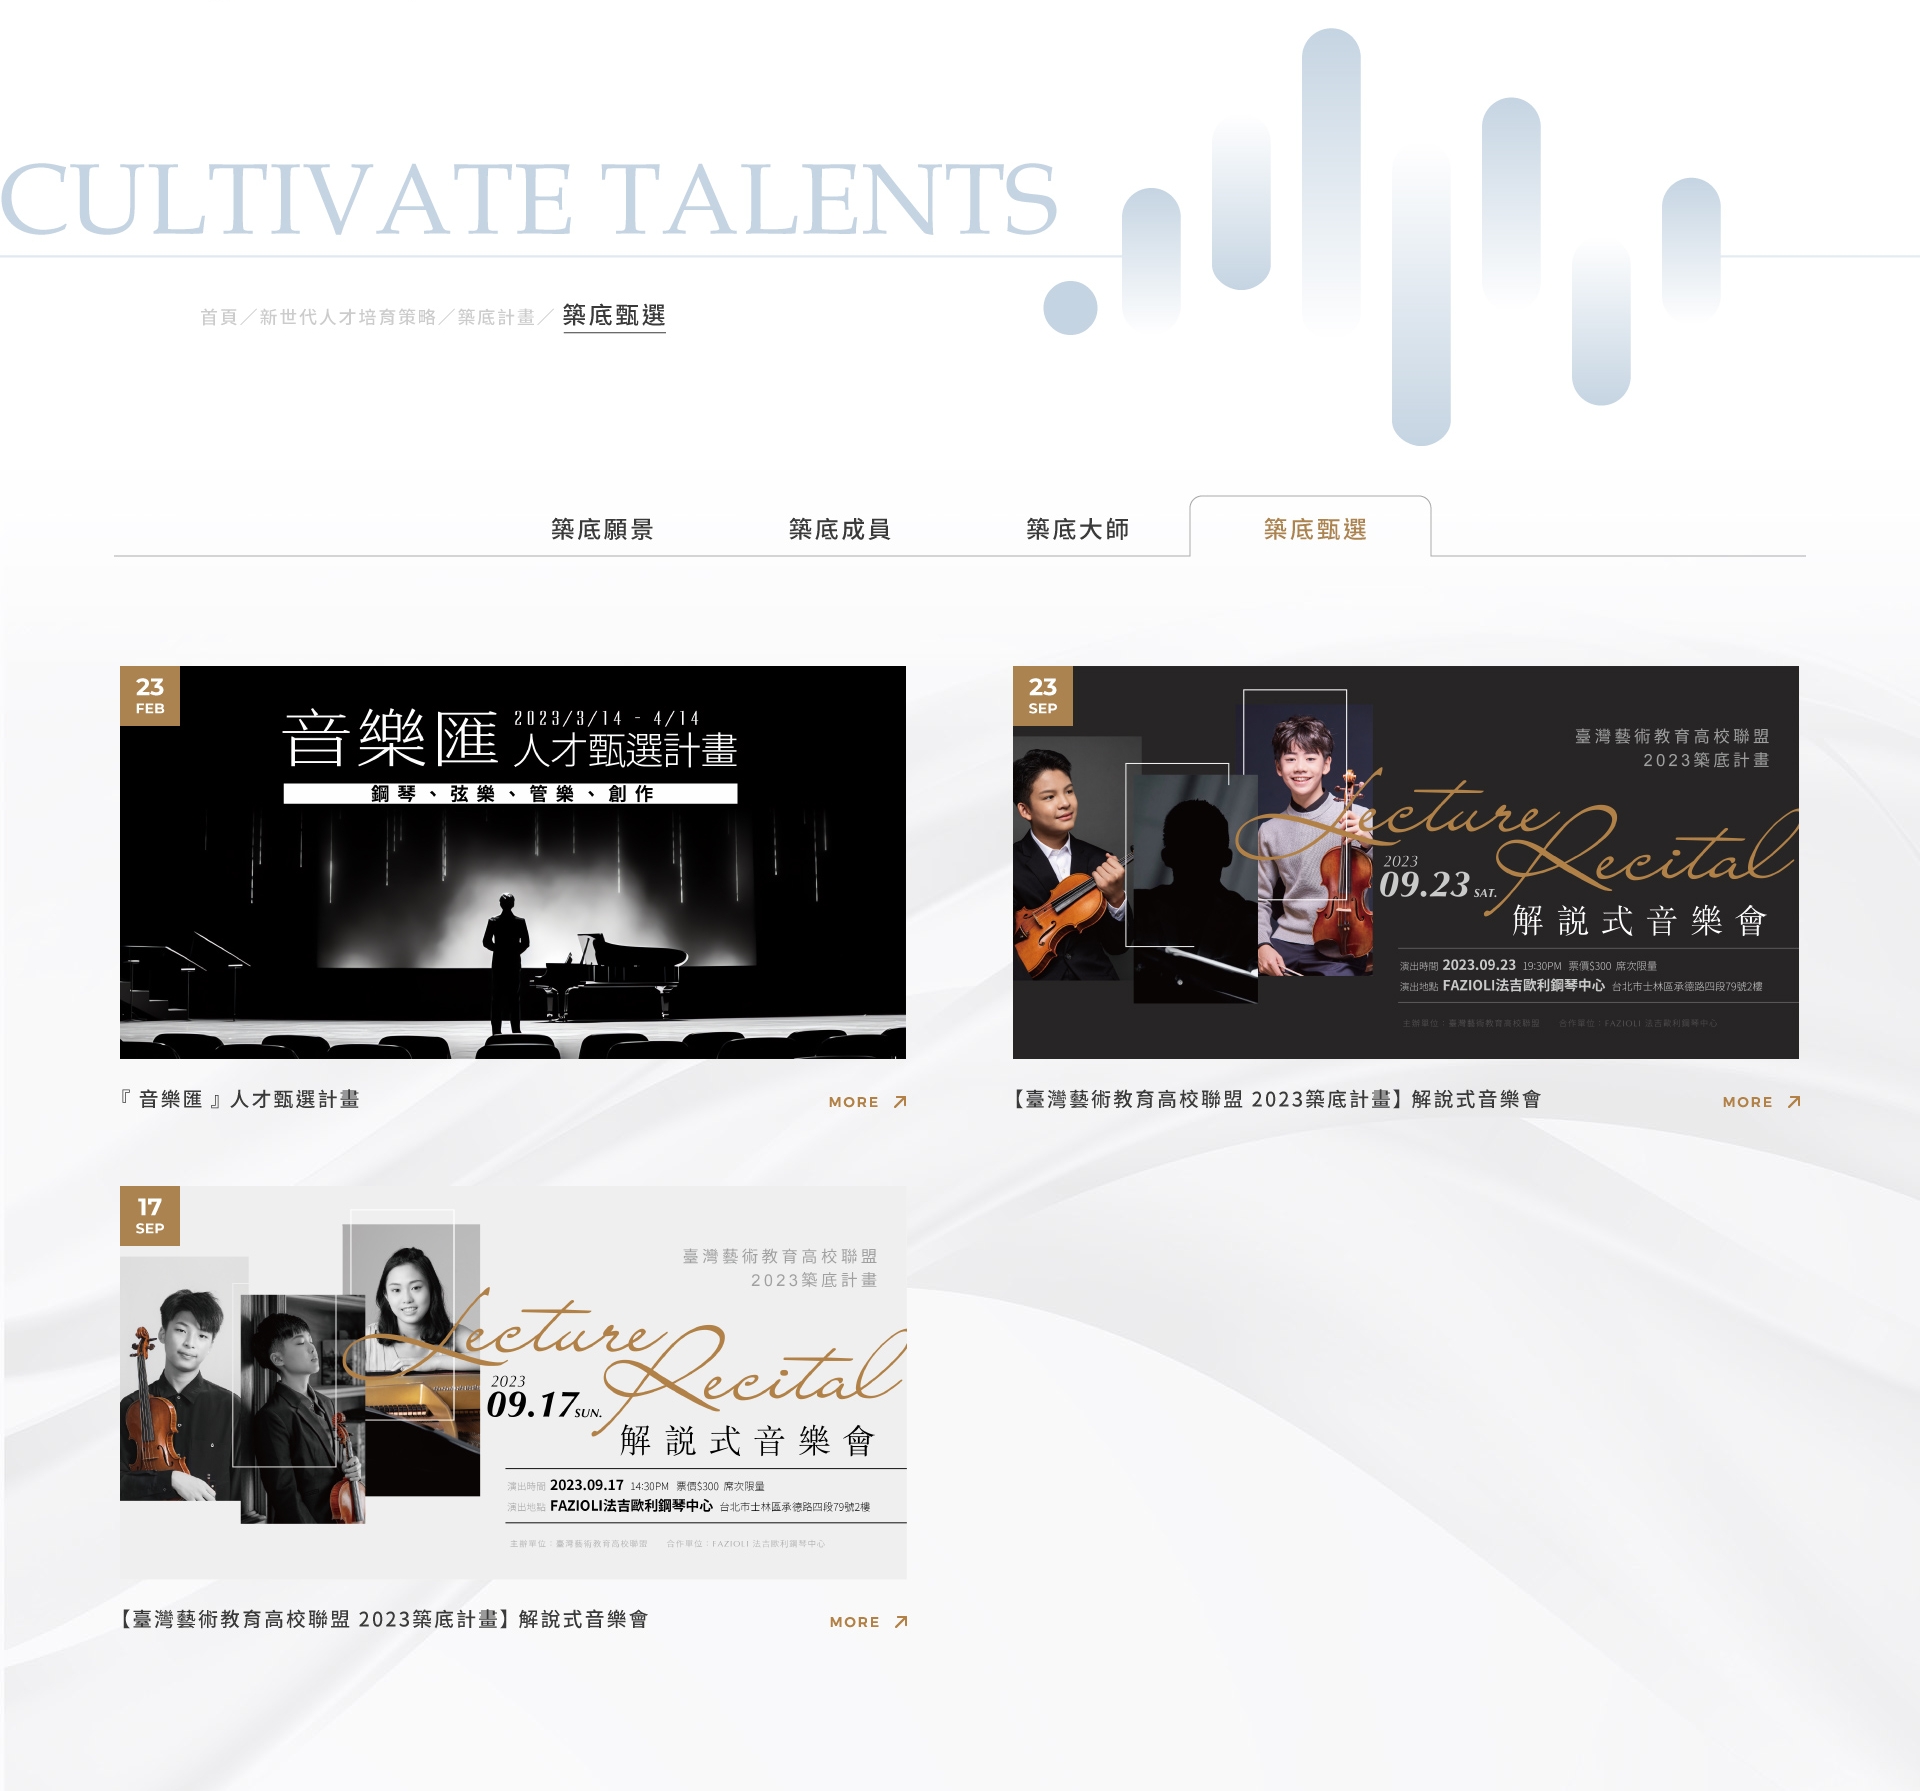 CULTIVATE TALENTS
首頁／新世代人才培育策略／築底計畫／築底甄選
築底願景
築底成員
築底大師
築底甄選
23
FEB
音樂匯
2023/3/14 - 4/14
人才甄選計畫
鋼琴、弦樂、管樂、創作
『 音樂匯 』人才甄選計畫
MORE
23
SEP
臺灣藝術教育高校聯盟
2023築底計畫
Lecture
Recital
2023
09.23 SAT.
解說式音樂會
演出時間 2023.09.23 19:30PM 票價$300 席次限量
演出地點 FAZIOLI法吉歐利鋼琴中心 台北市士林區承德路四段79號2樓
主辦單位：臺灣藝術教育高校聯盟 合作單位：FAZIOLI 法吉歐利鋼琴中心
【臺灣藝術教育高校聯盟 2023築底計畫】解說式音樂會
MORE
17
SEP
臺灣藝術教育高校聯盟
2023築底計畫
Lecture
Recital
2023
09.17 SUN.
解說式音樂會
演出時間 2023.09.17 14:30PM 票價$300 席次限量
演出地點 FAZIOLI法吉歐利鋼琴中心 台北市士林區承德路四段79號2樓
主辦單位：臺灣藝術教育高校聯盟 合作單位：FAZIOLI 法吉歐利鋼琴中心
【臺灣藝術教育高校聯盟 2023築底計畫】解說式音樂會
MORE